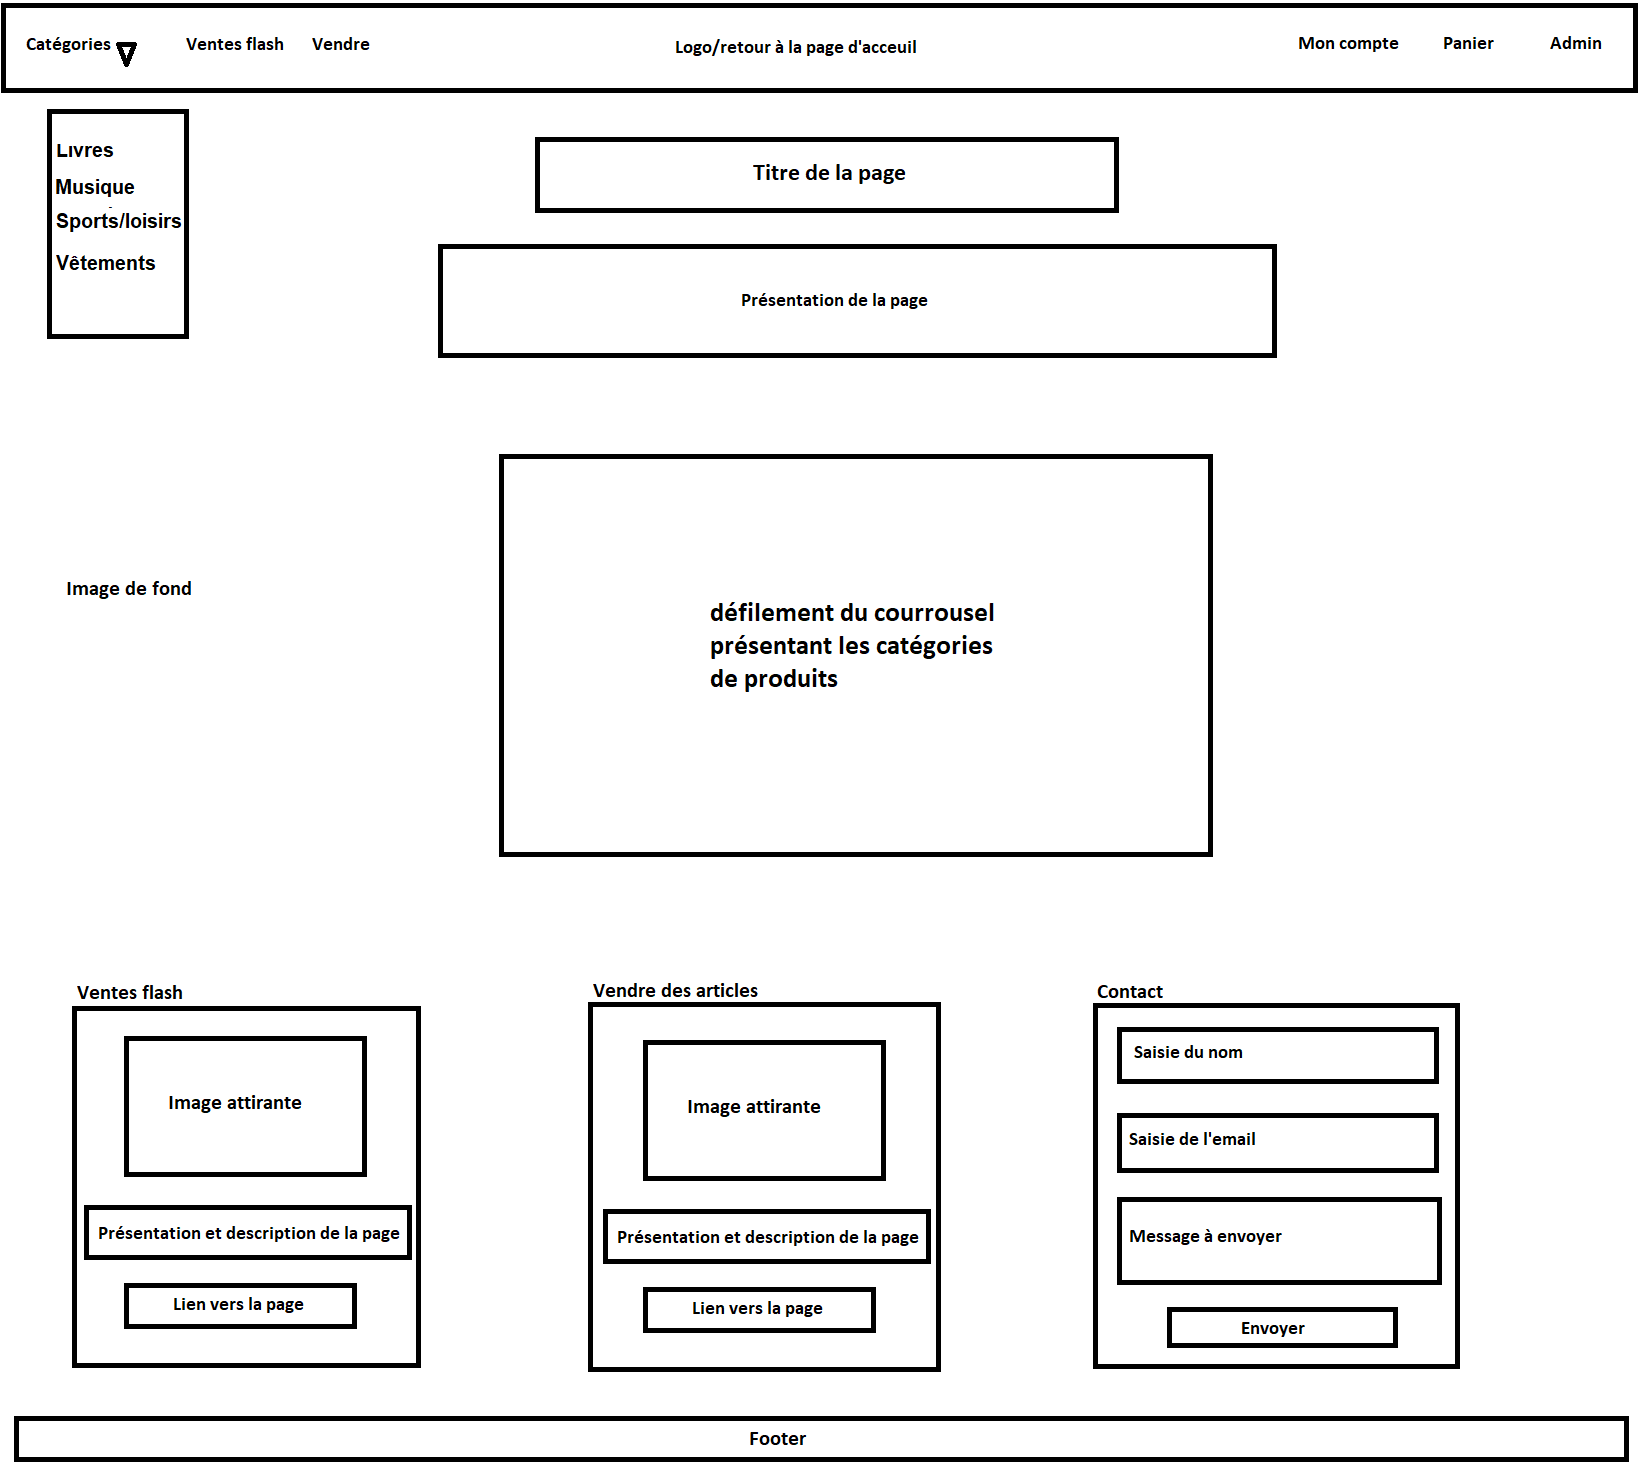 Catégories
Ventes flash
Vendre
Logo/retour à la page d'acceuil
Mon compte
Panier
Admin
Livres
Musique
Sports/loisirs
Vêtements
Titre de la page
Présentation de la page
Image de fond
défilement du courrousel
présentant les catégories
de produits
Ventes flash
Image attirante
Présentation et description de la page
Lien vers la page
Vendre des articles
Image attirante
Présentation et description de la page
Lien vers la page
Contact
Saisie du nom
Saisie de l'email
Message à envoyer
Envoyer
Footer